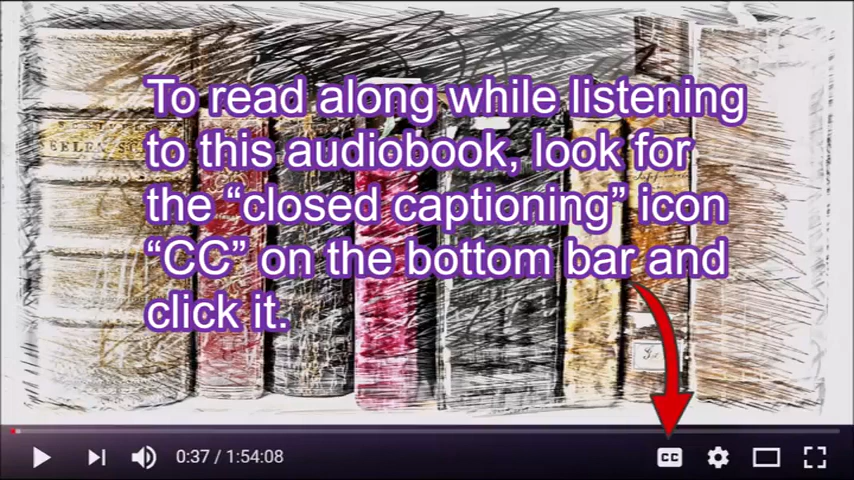 To read along while listening
to this audiobook, look for
the “closed captioning” icon
“CC” on the bottom bar and
click it.
0:37 / 1:54:08
CC